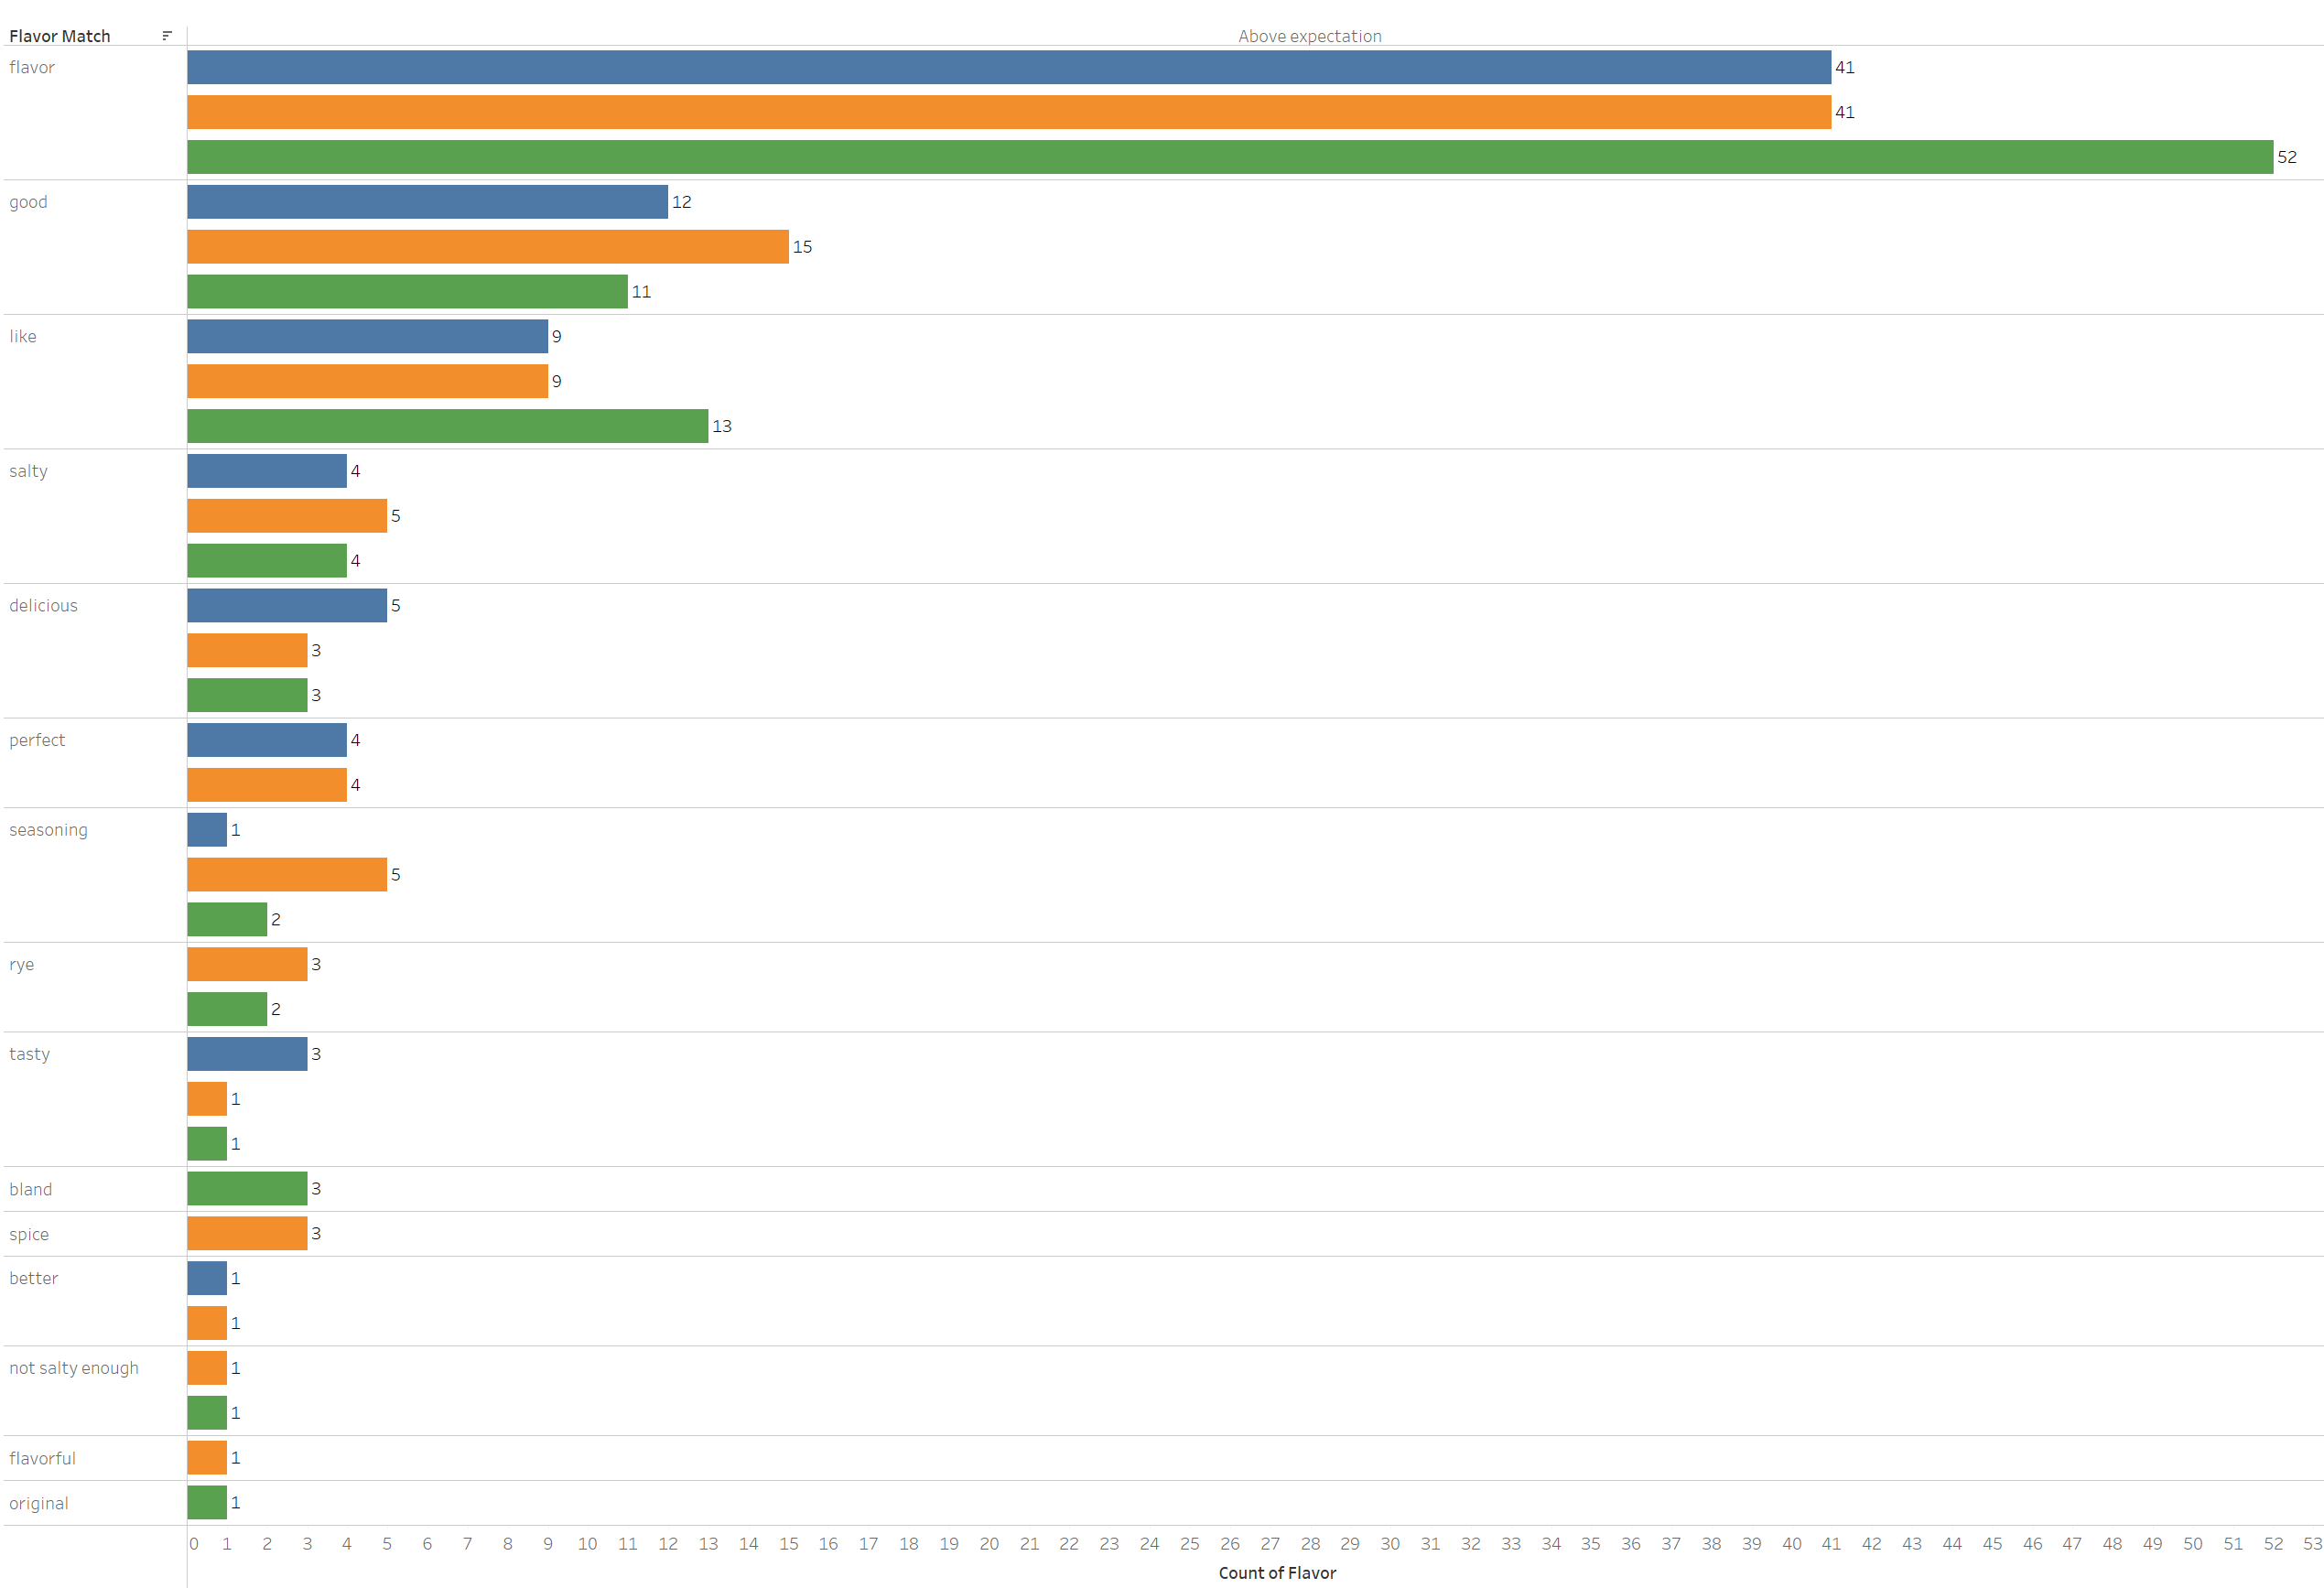 Flavor Match
Above expectation
flavor
41
41
52
good
12
15
11
like
9
9
13
salty
4
5
4
delicious
5
3
3
perfect
4
4
seasoning
1
5
2
rye
3
2
tasty
3
1
1
bland
3
spice
3
better
1
1
not salty enough
1
1
flavorful
1
original
1
0 1 2 3 4 5 6 7 8 9 10 11 12 13 14 15 16 17 18 19 20 21 22 23 24 25 26 27 28 29 30 31 32 33 34 35 36 37 38 39 40 41 42 43 44 45 46 47 48 49 50 51 52 53
Count of Flavor